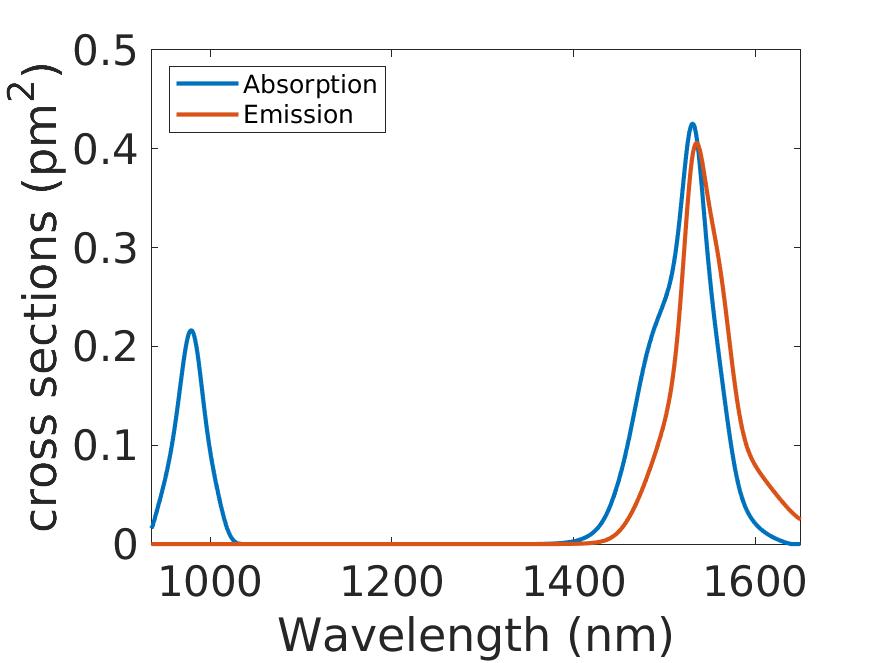 0.5
0.4
0.3
0.2
0.1
0
cross sections (pm²)
Absorption
Emission
1000 1200 1400 1600
Wavelength (nm)